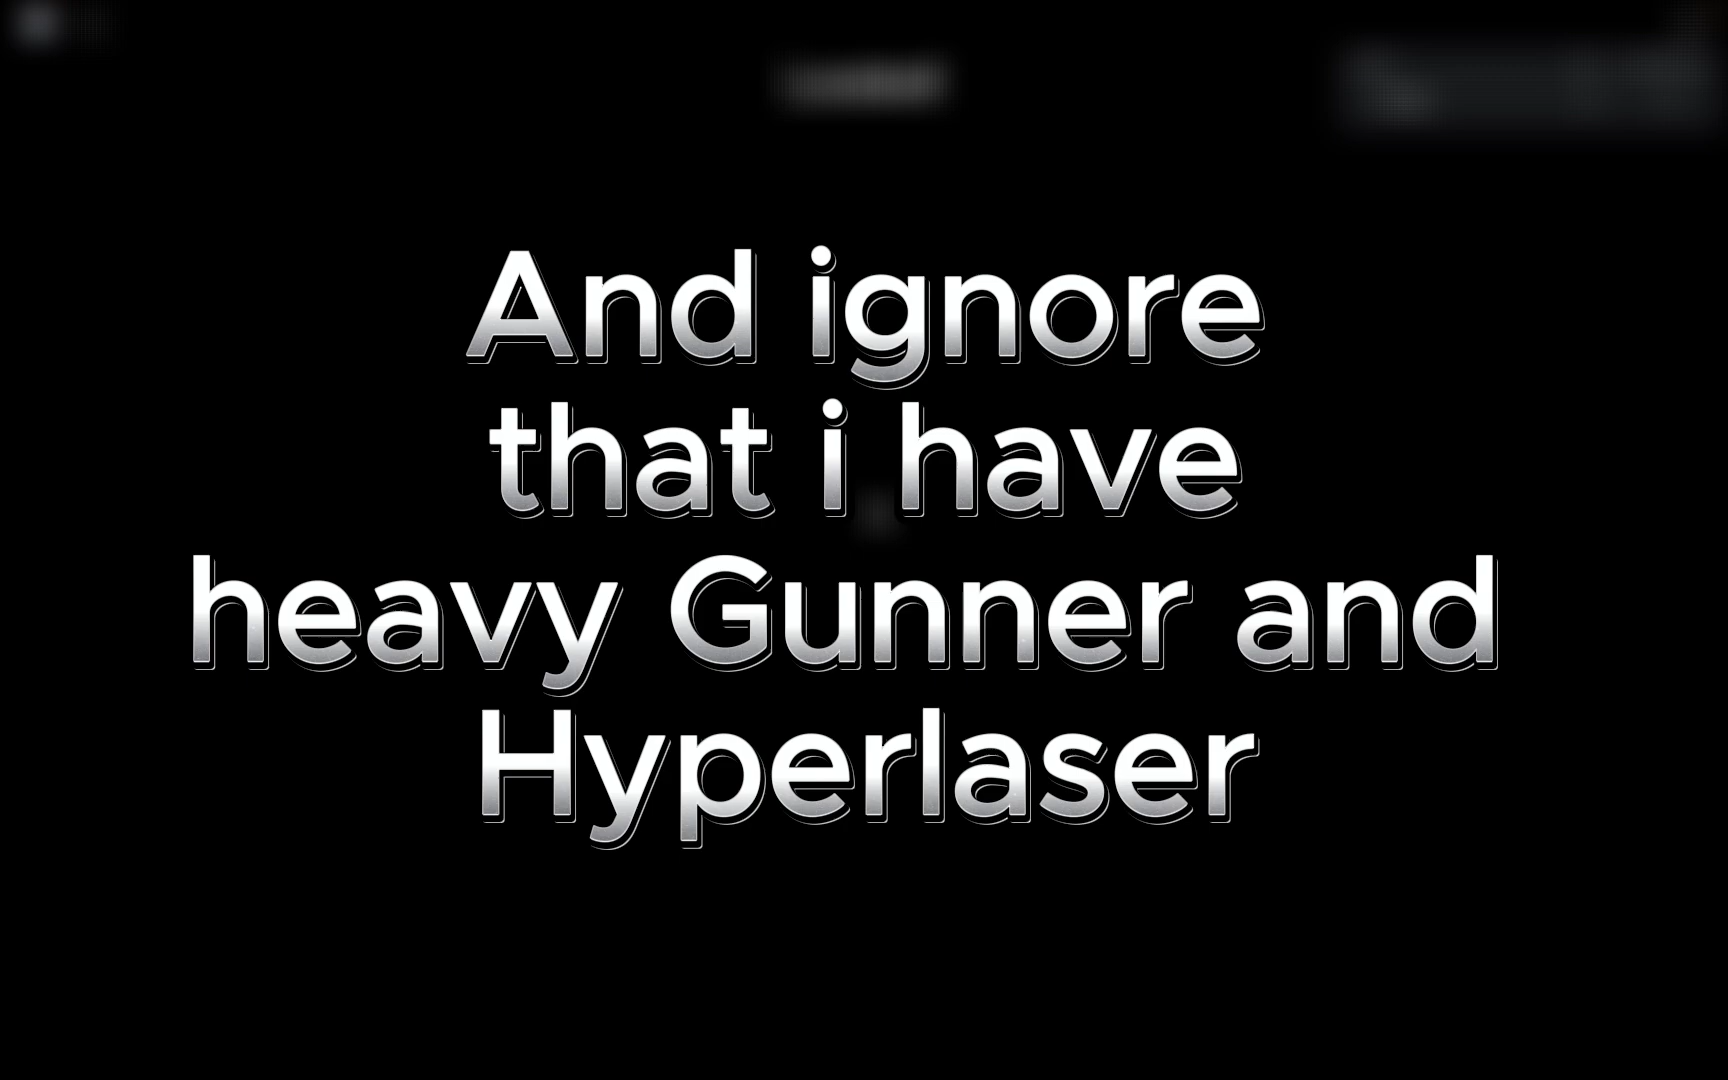 And ignore
that i have
heavy Gunner and
Hyperlaser